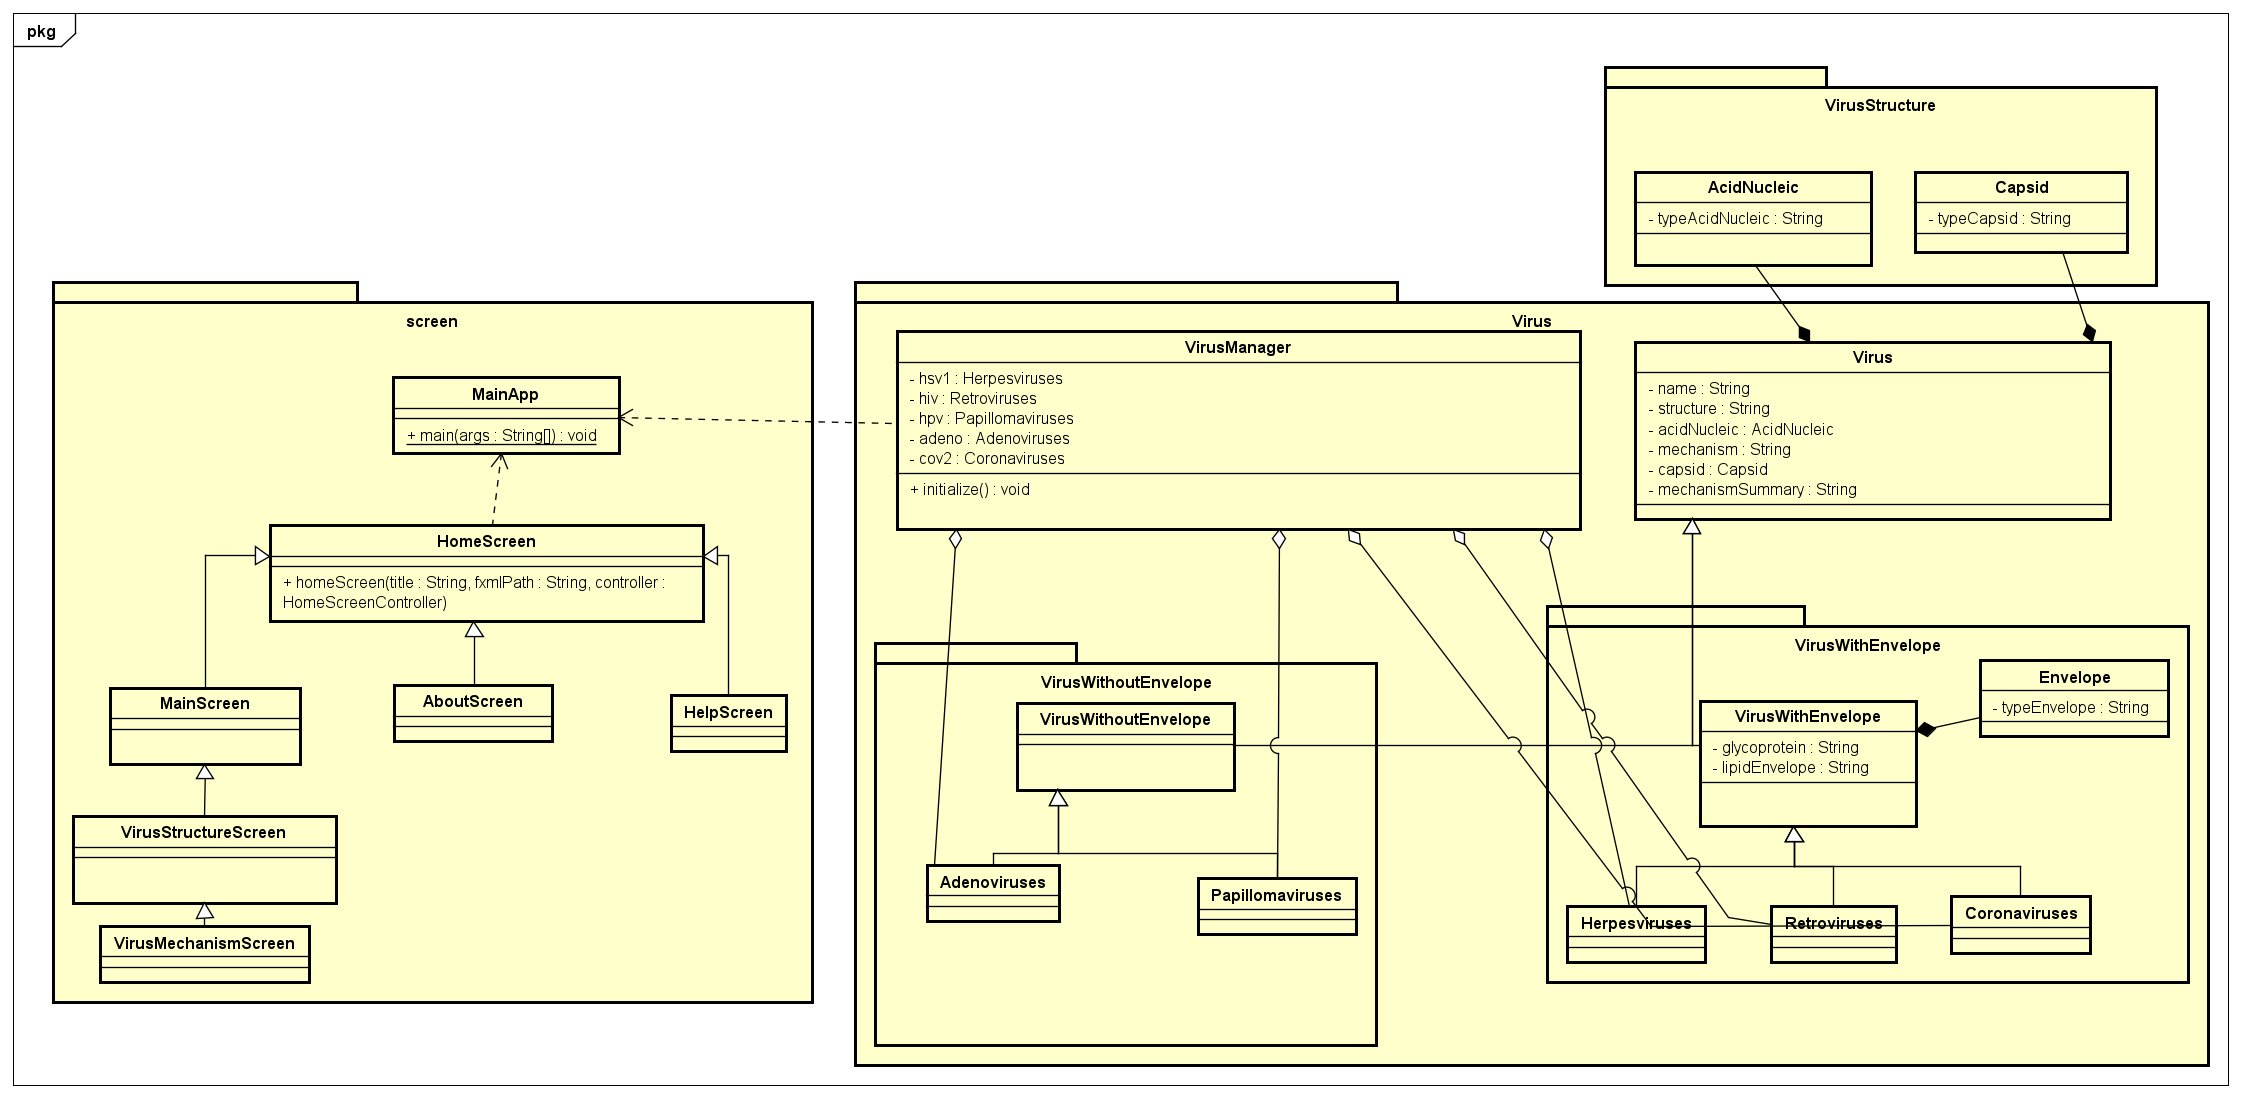 pkg
VirusStructure
AcidNucleic
- typeAcidNucleic : String
Capsid
- typeCapsid : String
screen
MainApp
+ main(args : String[]) : void
HomeScreen
+ homeScreen(title : String, fxmlPath : String, controller :
HomeScreenController)
MainScreen
AboutScreen
HelpScreen
VirusStructureScreen
VirusMechanismScreen
Virus
VirusManager
- hsv1 : Herpesviruses
- hiv : Retroviruses
- hpv : Papillomaviruses
- adeno : Adenoviruses
- cov2 : Coronaviruses
+ initialize() : void
Virus
- name : String
- structure : String
- acidNucleic : AcidNucleic
- mechanism : String
- capsid : Capsid
- mechanismSummary : String
VirusWithoutEnvelope
VirusWithoutEnvelope
Adenoviruses
Papillomaviruses
VirusWithEnvelope
Envelope
- typeEnvelope : String
VirusWithEnvelope
- glycoprotein : String
- lipidEnvelope : String
Herpesviruses
Retroviruses
Coronaviruses